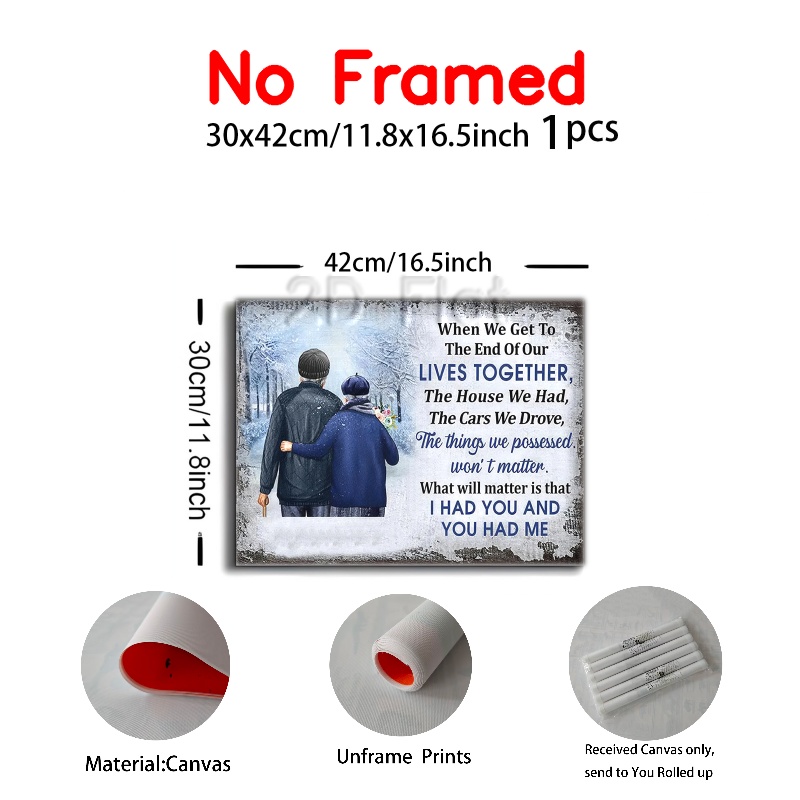 No Framed
30x42cm/11.8x16.5inch 1pcs
42cm/16.5inch
2D Flat
30cm/11.8inch
When We Get To
The End Of Our
LIVES TOGETHER,
The House We Had,
The Cars We Drove,
The things we possessed,
won't matter.
What will matter is that
I HAD YOU AND
YOU HAD ME
Material:Canvas
Unframe Prints
Received Canvas only,
send to You Rolled up